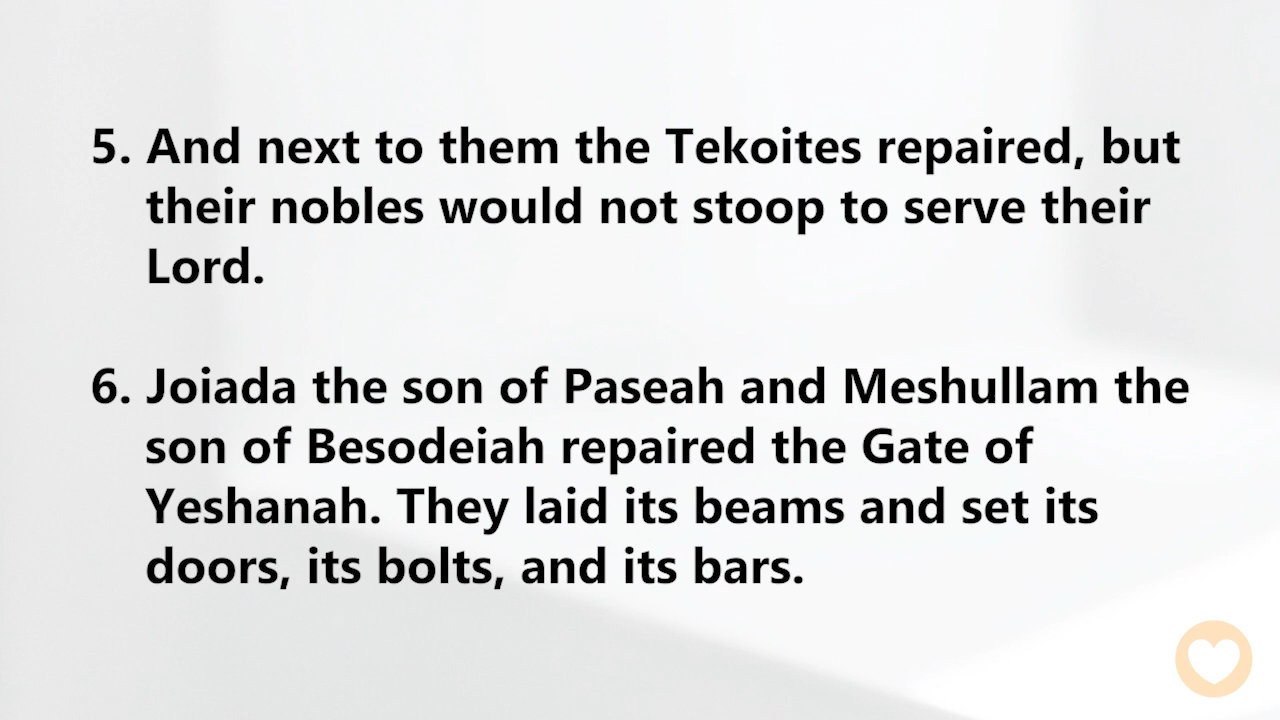 5. And next to them the Tekoites repaired, but
their nobles would not stoop to serve their
Lord.
6. Joiada the son of Paseah and Meshullam the
son of Besodeiah repaired the Gate of
Yeshanah. They laid its beams and set its
doors, its bolts, and its bars.